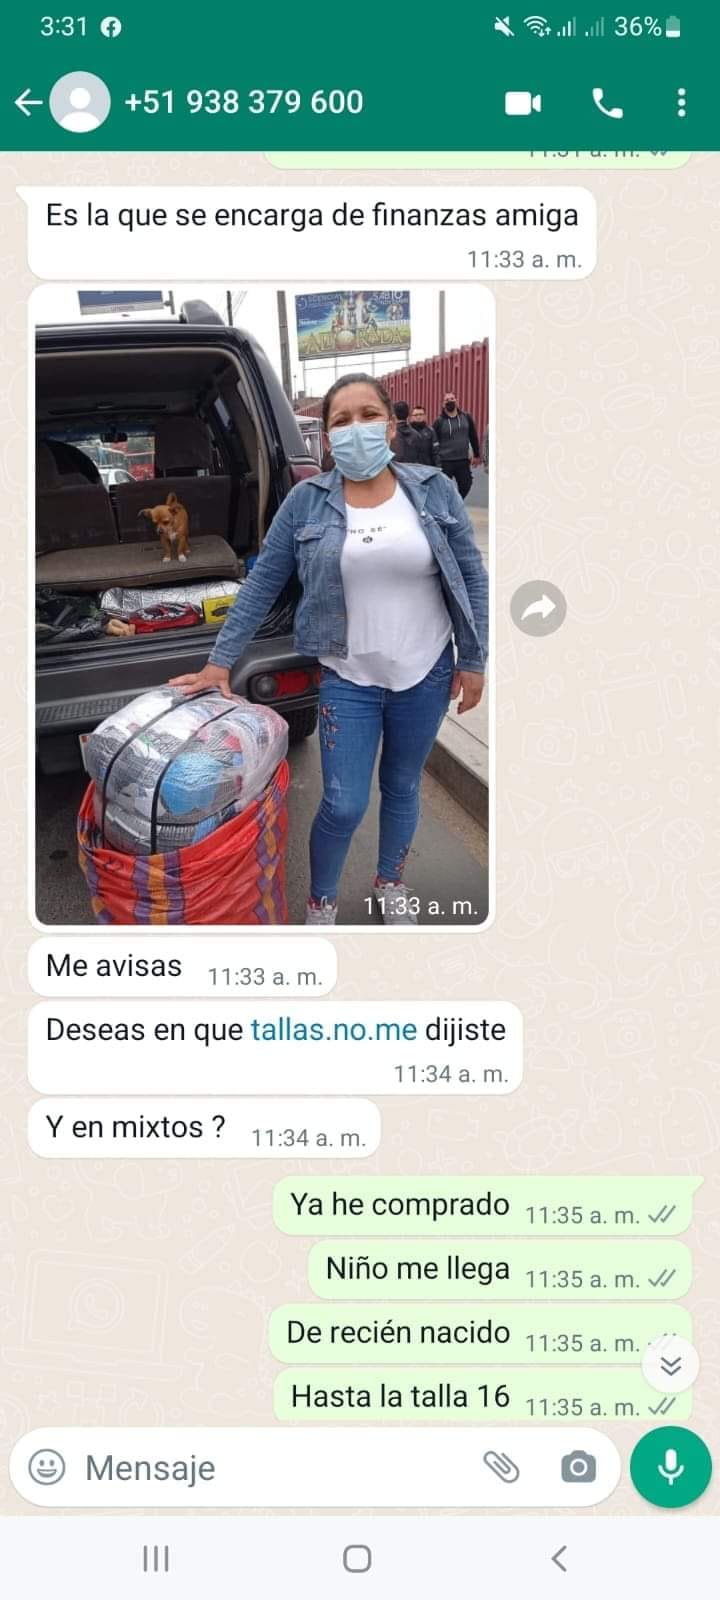 3:31
36%
+51 938 379 600
Es la que se encarga de finanzas amiga
11:33 a. m.
ALBORADA
11:33 a. m.
Me avisas 11:33 a. m.
Deseas en que tallas.no.me dijiste
11:34 a. m.
Y en mixtos ? 11:34 a. m.
Ya he comprado 11:35 a. m.
Niño me llega 11:35 a. m.
De recién nacido 11:35 a. m.
Hasta la talla 16 11:35 a. m.
Mensaje